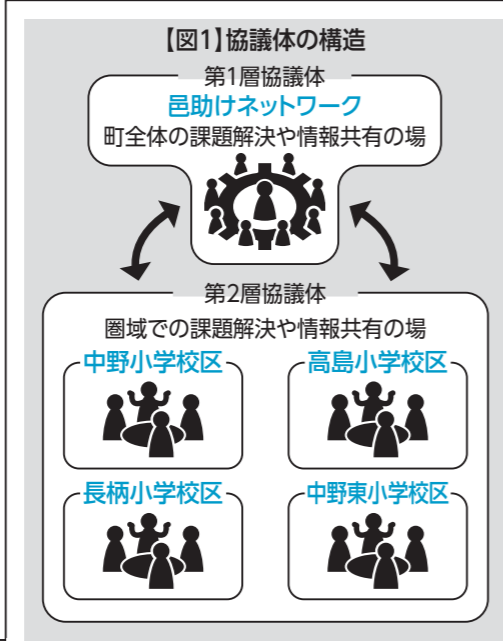 【図1】協議体の構造
第1層協議体
邑助けネットワーク
町全体の課題解決や情報共有の場
第2層協議体
圏域での課題解決や情報共有の場
中野小学校区
高島小学校区
長柄小学校区
中野東小学校区